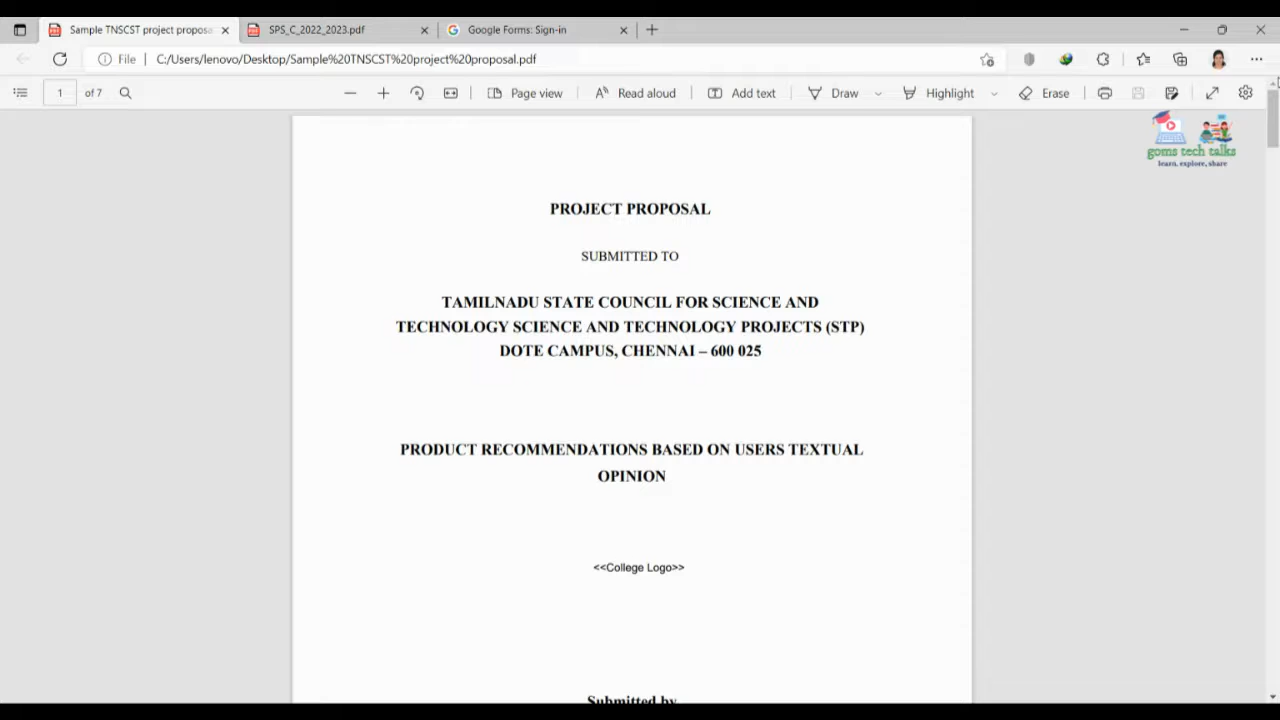 Sample TNSCST project proposa
SPS_C_2022_2023.pdf
Google Forms: Sign-in
File
C:/Users/lenovo/Desktop/Sample%20TNSCST%20project%20proposal.pdf
1 of 7
Page view
Read aloud
Add text
Draw
Highlight
Erase
goms tech talks
learn, explore, share
PROJECT PROPOSAL
SUBMITTED TO
TAMILNADU STATE COUNCIL FOR SCIENCE AND
TECHNOLOGY SCIENCE AND TECHNOLOGY PROJECTS (STP)
DOTE CAMPUS, CHENNAI – 600 025
PRODUCT RECOMMENDATIONS BASED ON USERS TEXTUAL
OPINION
<<College Logo>>
Submitted by